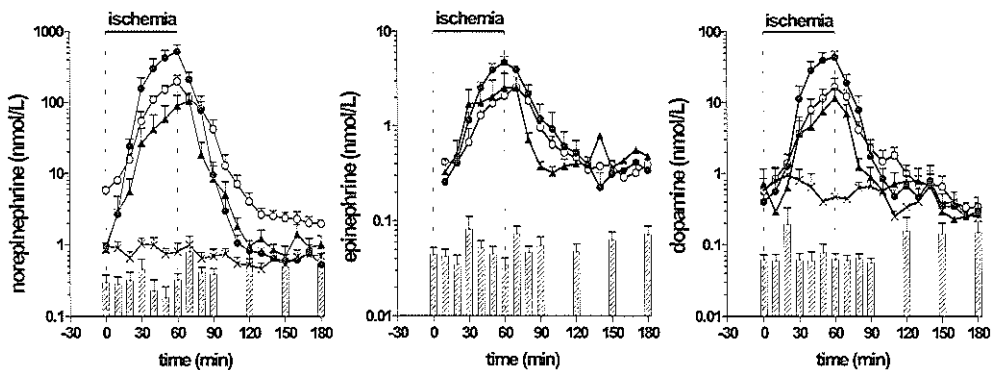 ischemia
1000
100
10
1
0.1
norepinephrine (nmol/L)
-30 0 30 60 90 120 150 180
time (min)
ischemia
10
1
0.1
0.01
epinephrine (nmol/L)
-30 0 30 60 90 120 150 180
time (min)
ischemia
100
10
1
0.1
0.01
dopamine (nmol/L)
-30 0 30 60 90 120 150 180
time (min)